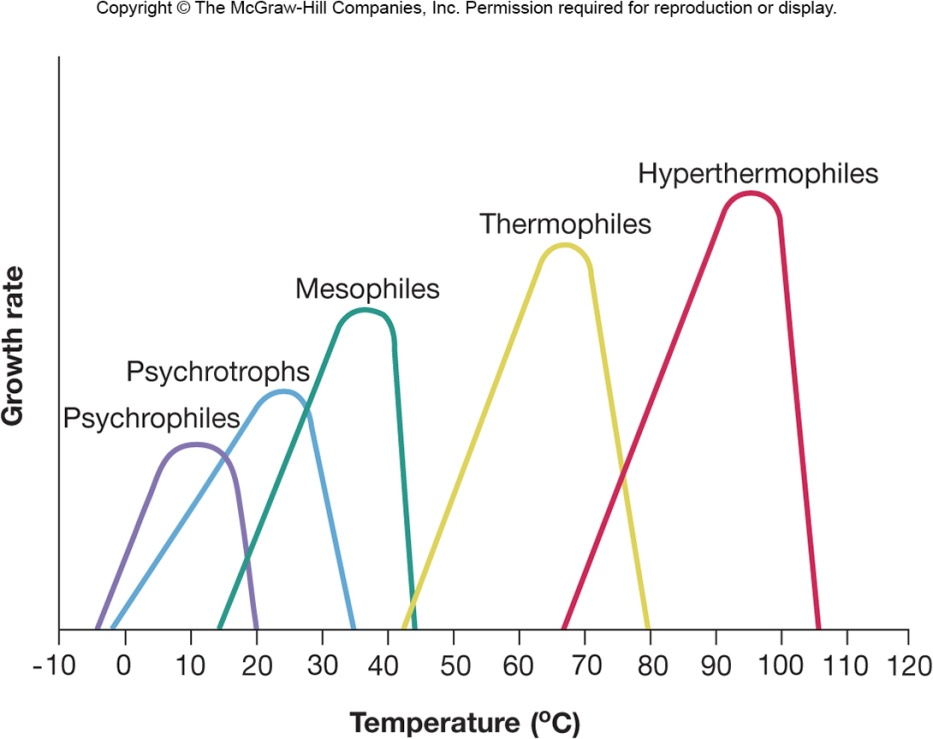 Copyright © The McGraw-Hill Companies, Inc. Permission required for reproduction or display.
Hyperthermophiles
Thermophiles
Mesophiles
Psychrotrophs
Psychrophiles
Growth rate
-10 0 10 20 30 40 50 60 70 80 90 100 110 120
Temperature (ºC)